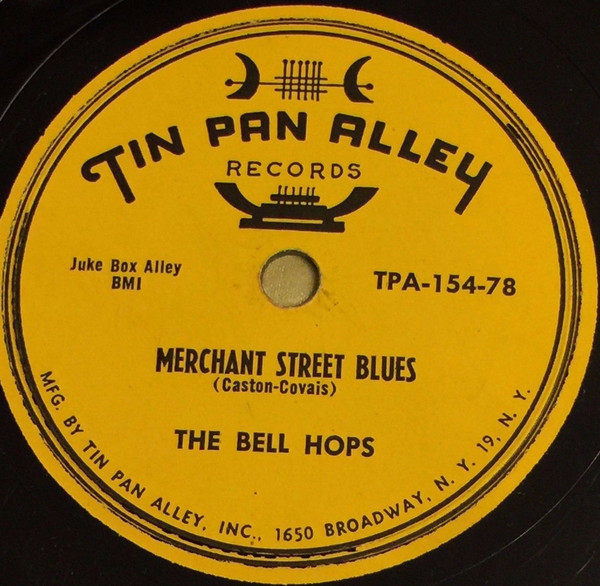 TIN PAN ALLEY
RECORDS
Juke Box Alley
BMI
TPA-154-78
MERCHANT STREET BLUES
(Caston-Covais)
THE BELL HOPS
MFG. BY TIN PAN ALLEY, INC., 1650 BROADWAY, N. Y. 19, N. Y.